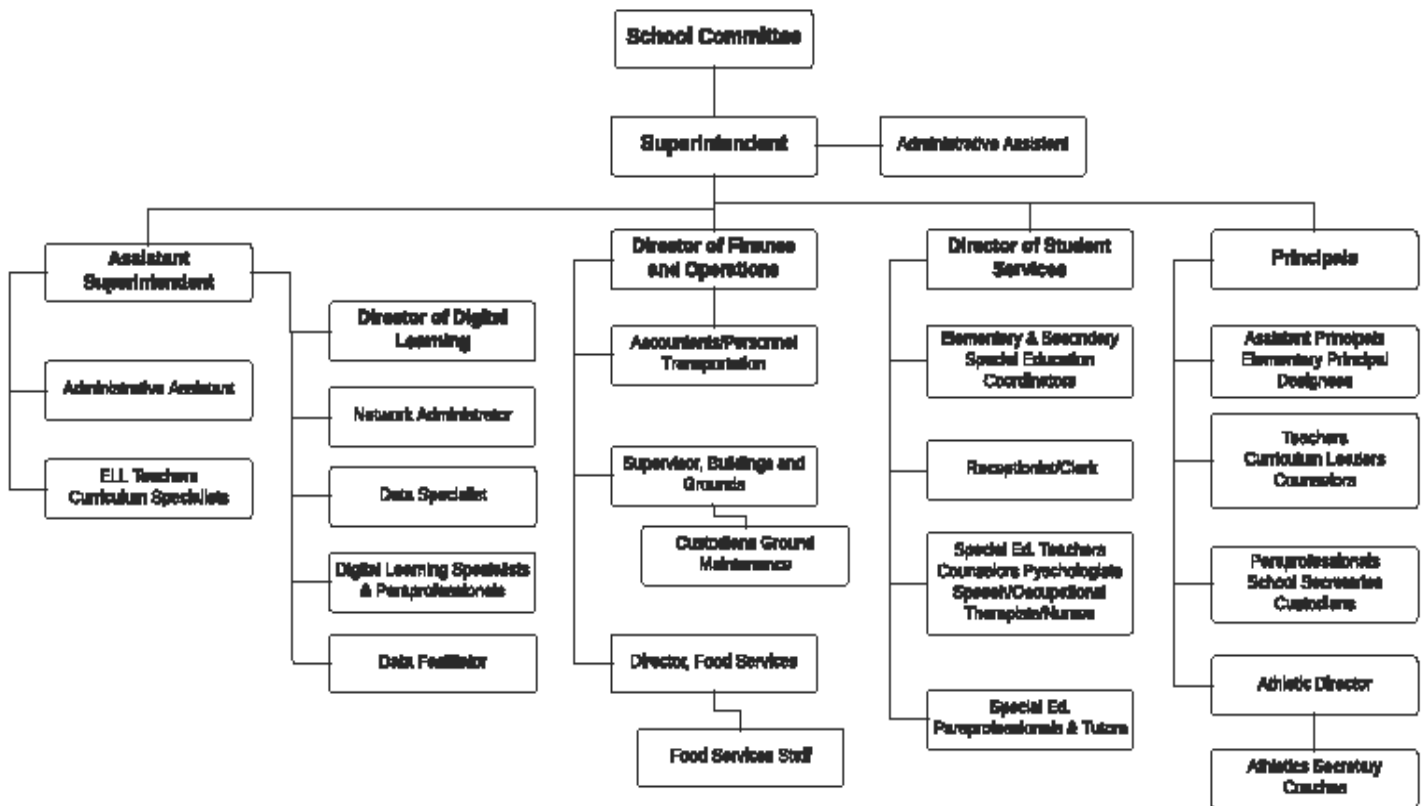 School Committee
Superintendent
Administrative Assistant
Assistant
Superintendent
Director of Finance
and Operations
Director of Student
Services
Principals
Director of Digital
Learning
Accountants/Personnel
Transportation
Elementary & Secondary
Special Education
Coordinators
Assistant Principals
Elementary Principal
Designees
Administrative Assistant
Network Administrator
Teachers
Curriculum Leaders
Counselors
ELL Teachers
Curriculum Specialists
Data Specialist
Supervisor, Buildings and
Grounds
Receptionist/Clerk
Custodians Ground
Maintenance
Digital Learning Specialists
& Paraprofessionals
Special Ed. Teachers
Counselors Pyschologists
Speech/Occupational
Therapists/Nurses
Paraprofessionals
School Secretaries
Custodians
Data Facilitator
Director, Food Services
Athletic Director
Special Ed.
Paraprofessionals & Tutors
Food Services Staff
Athletics Secretary
Coaches